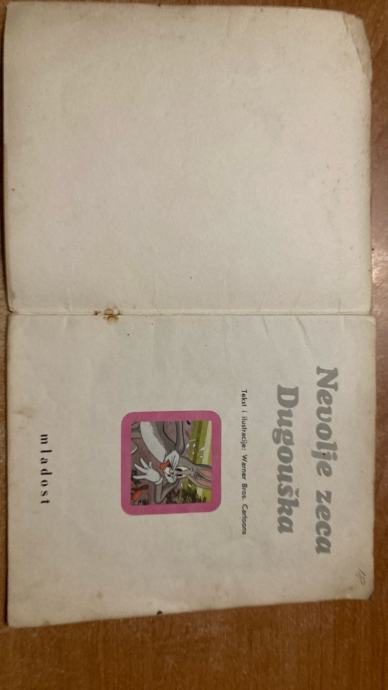 Nevolje zeca
Dugouška
Tekst i ilustracije: Warner Bros. Cartoons
mladost